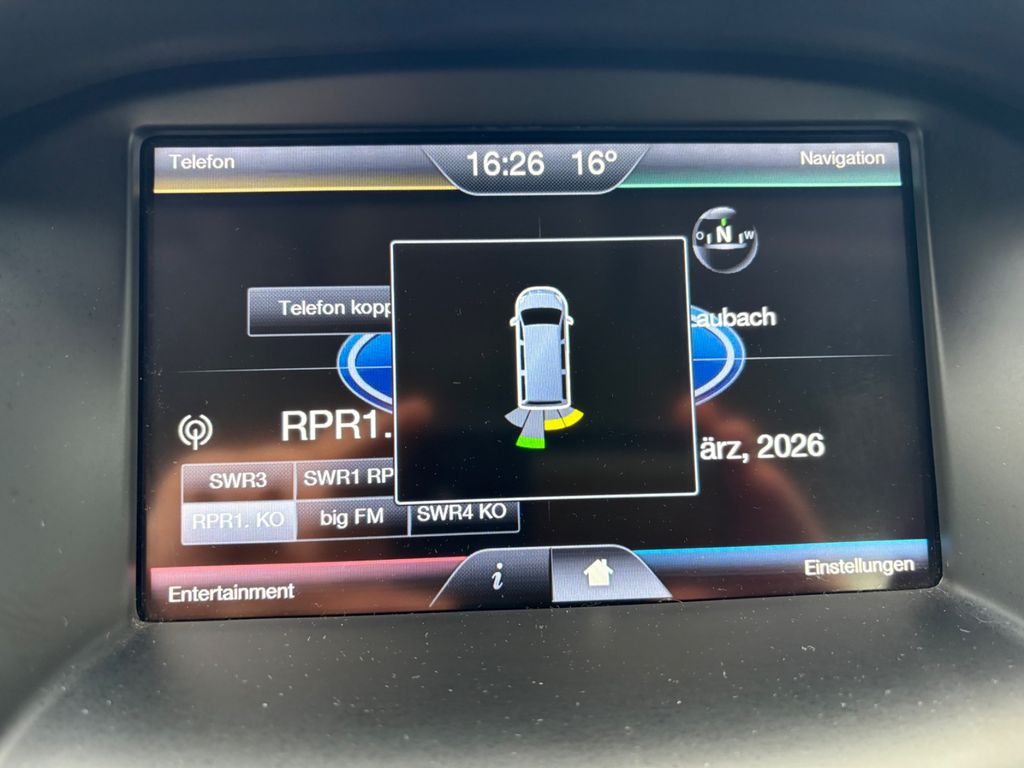 Telefon
16:26 16°
Navigation
O N W
Telefon kopp
aubach
RPR1.
ärz, 2026
SWR3
SWR1 RP
RPR1. KO
big FM
SWR4 KO
i
Entertainment
Einstellungen